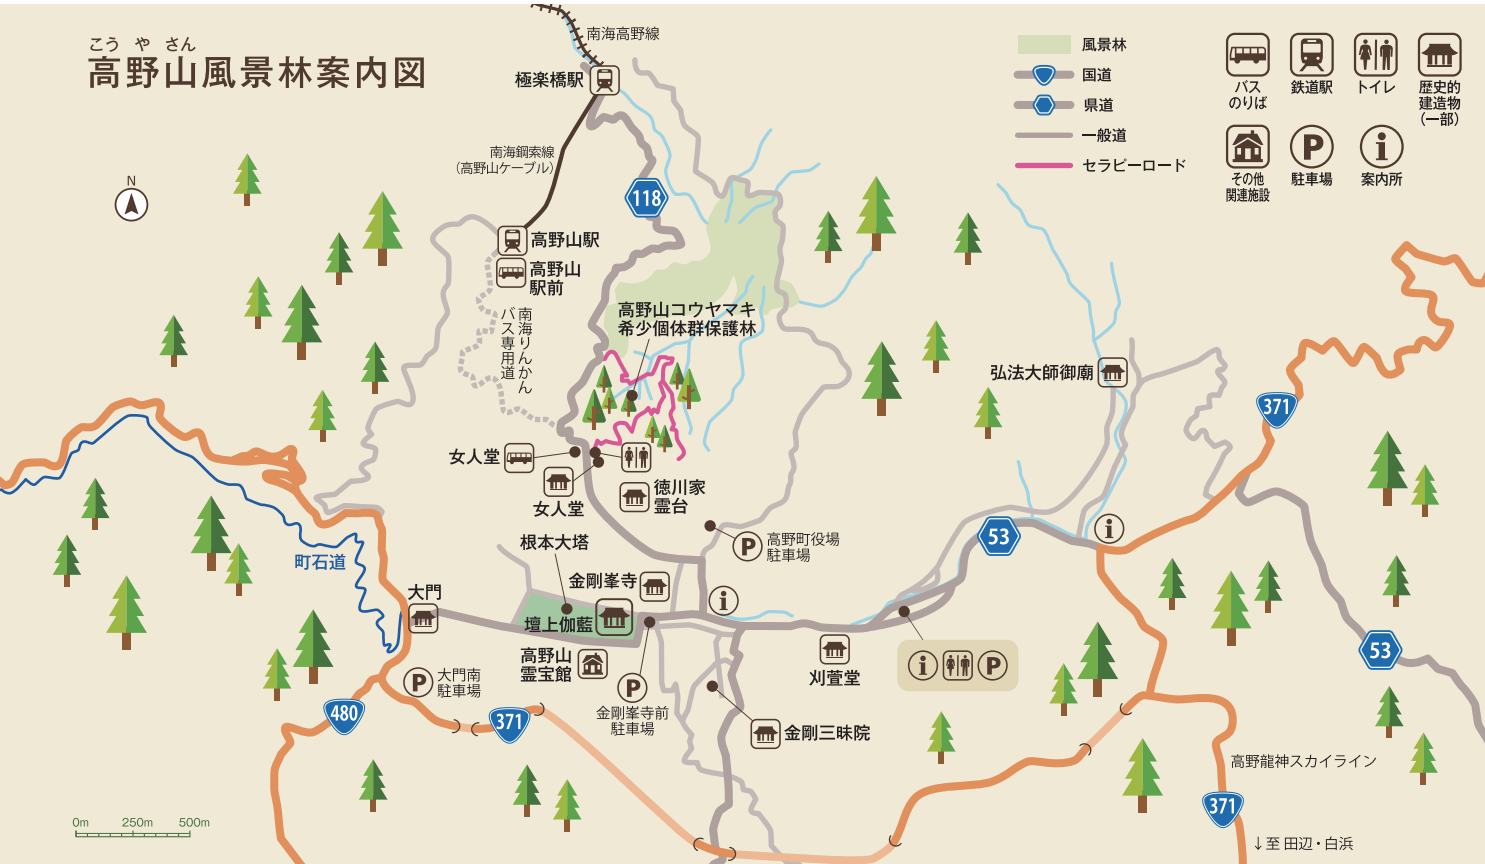 こうやさん
高野山風景林案内図
N
南海高野線
極楽橋駅
南海鋼索線
(高野山ケーブル)
118
高野山駅
高野山
駅前
南海りんかん
バス専用道
高野山コウヤマキ
希少個体群保護林
風景林
国道
県道
一般道
セラピーロード
バス
のりば
鉄道駅
トイレ
歴史的
建造物
(一部)
その他
関連施設
P
駐車場
i
案内所
弘法大師御廟
371
女人堂
女人堂
徳川家
霊台
P
高野町役場
駐車場
53
i
根本大塔
金剛峯寺
i
町石道
大門
壇上伽藍
高野山
霊宝館
P
大門南
駐車場
P
金剛峯寺前
駐車場
刈萱堂
i
P
金剛三昧院
53
480
371
高野龍神スカイライン
371
↓至 田辺・白浜
0m 250m 500m